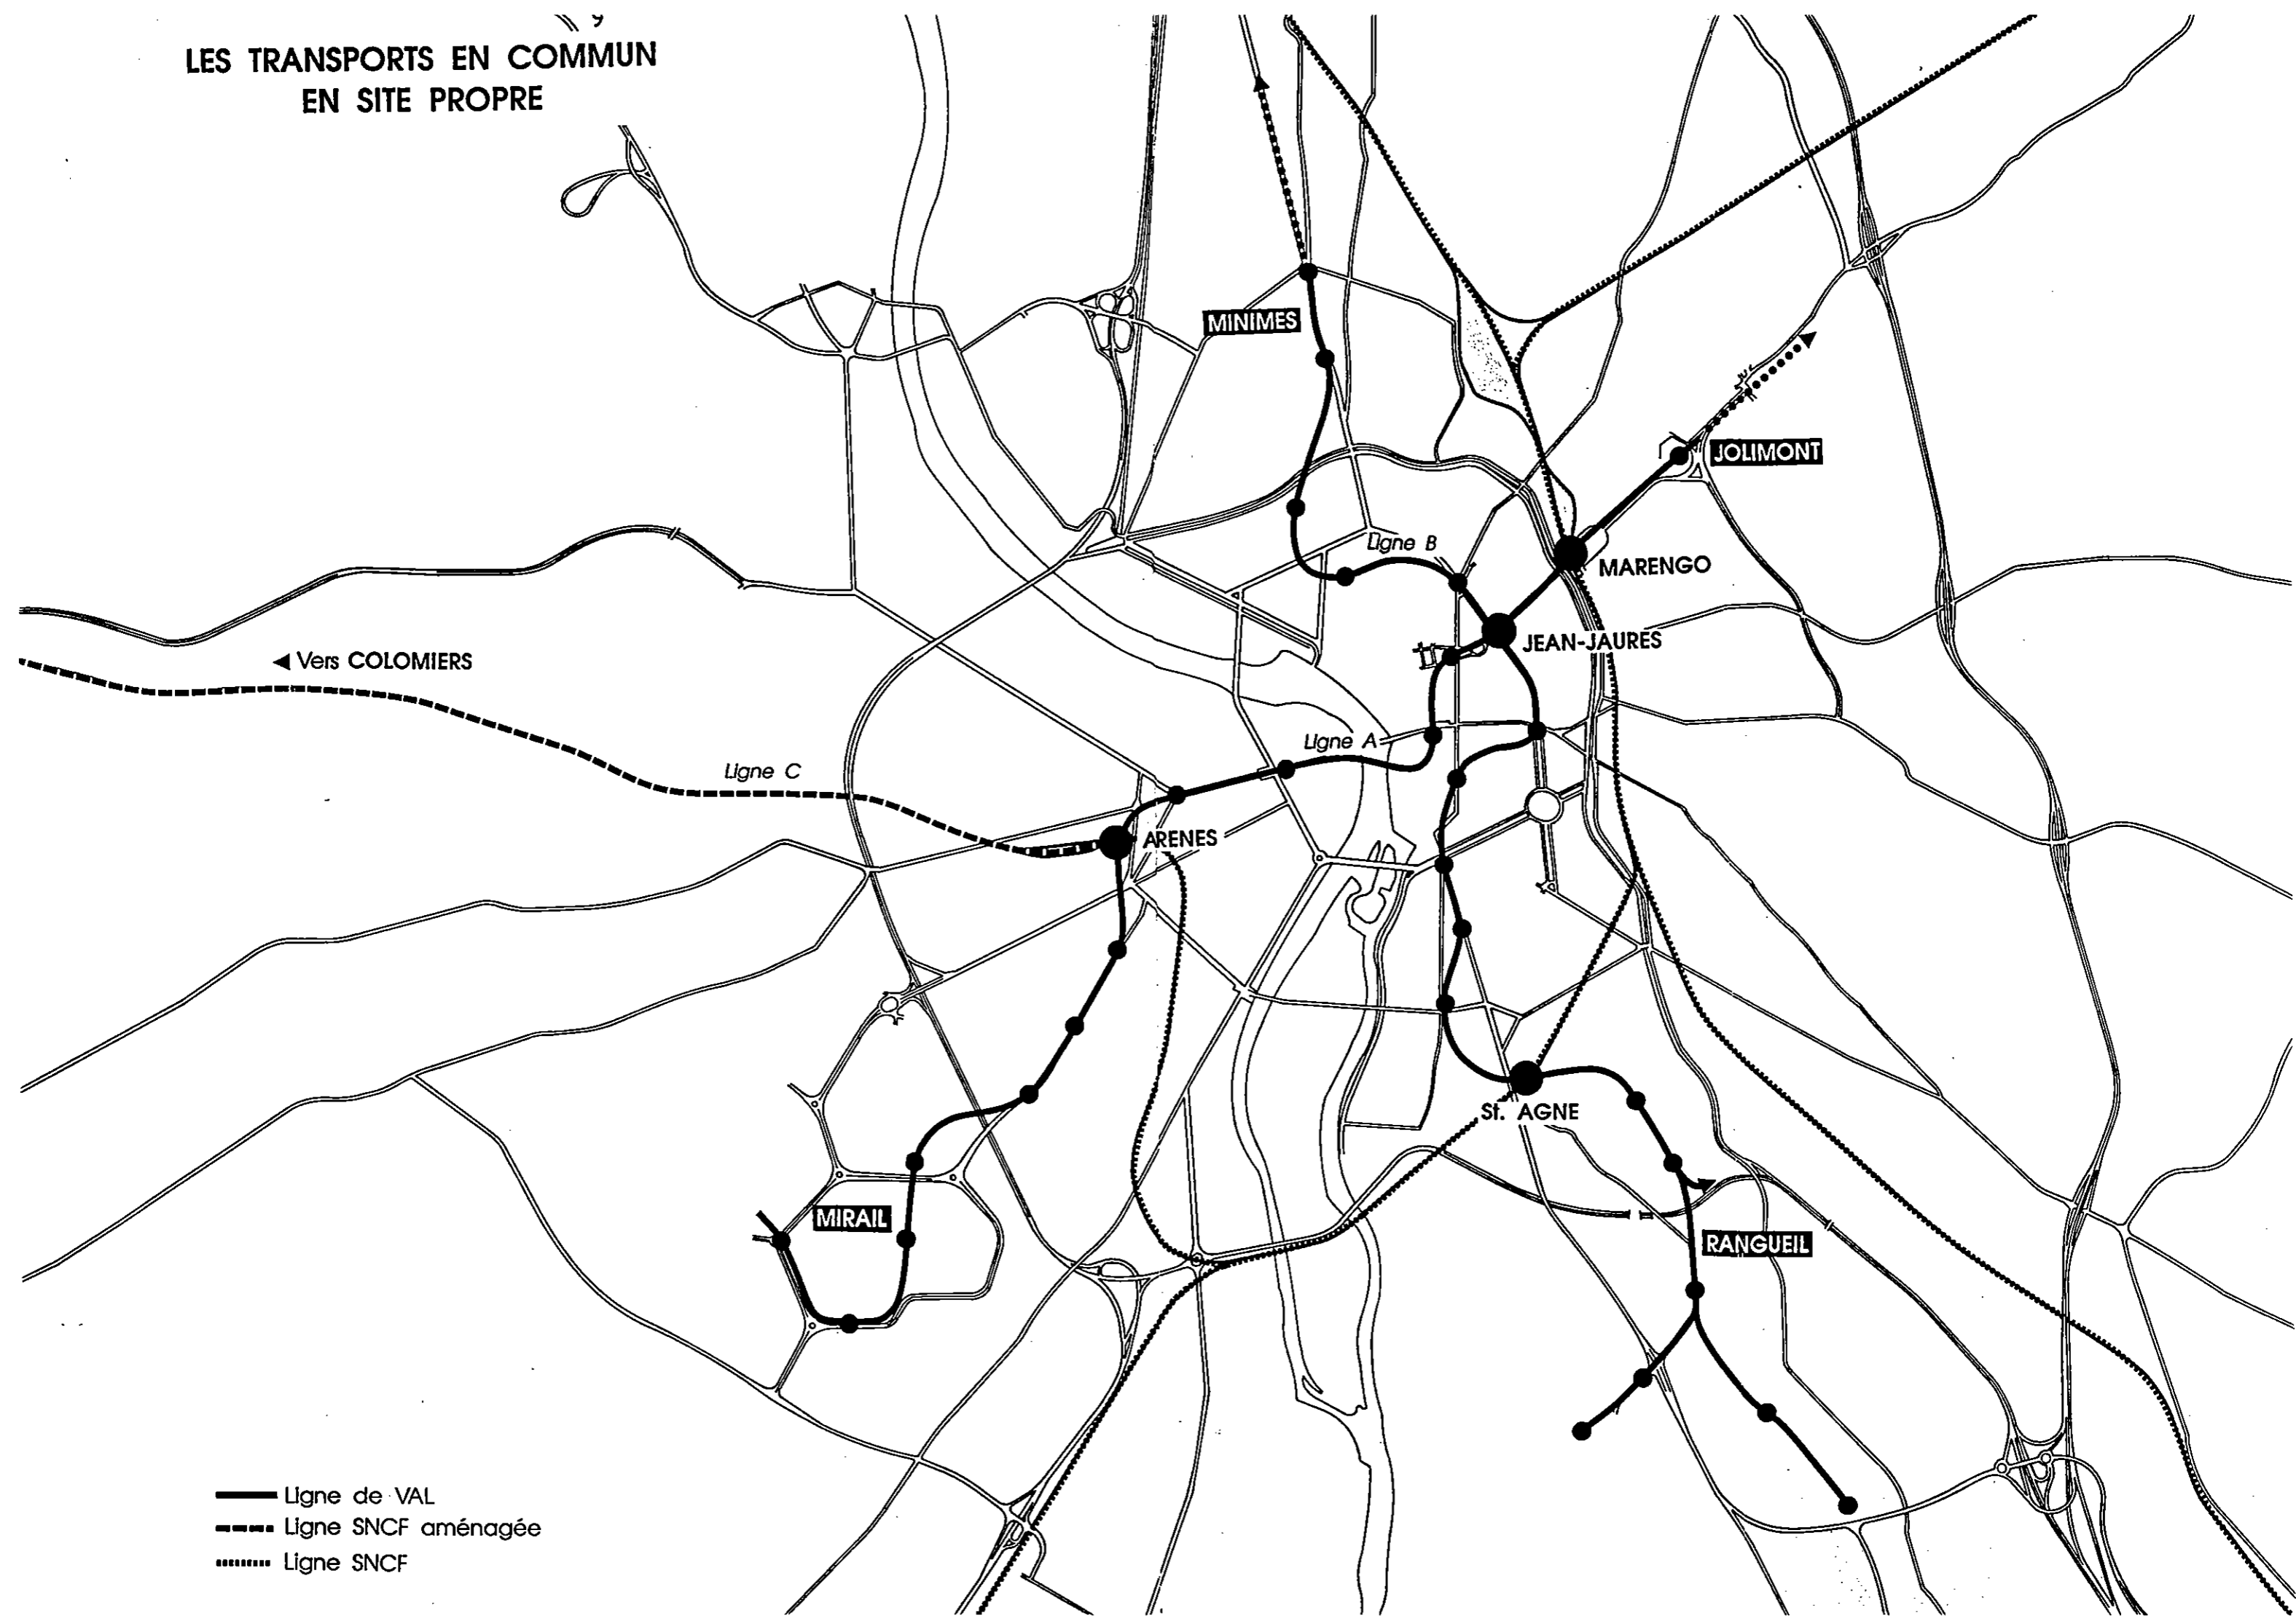 9
LES TRANSPORTS EN COMMUN
EN SITE PROPRE
MINIMES
JOLIMONT
Ligne B
MARENGO
JEAN-JAURES
Vers COLOMIERS
Ligne A
Ligne C
ARENES
St. AGNE
MIRAIL
RANGUEIL
Ligne de VAL
Ligne SNCF aménagée
Ligne SNCF